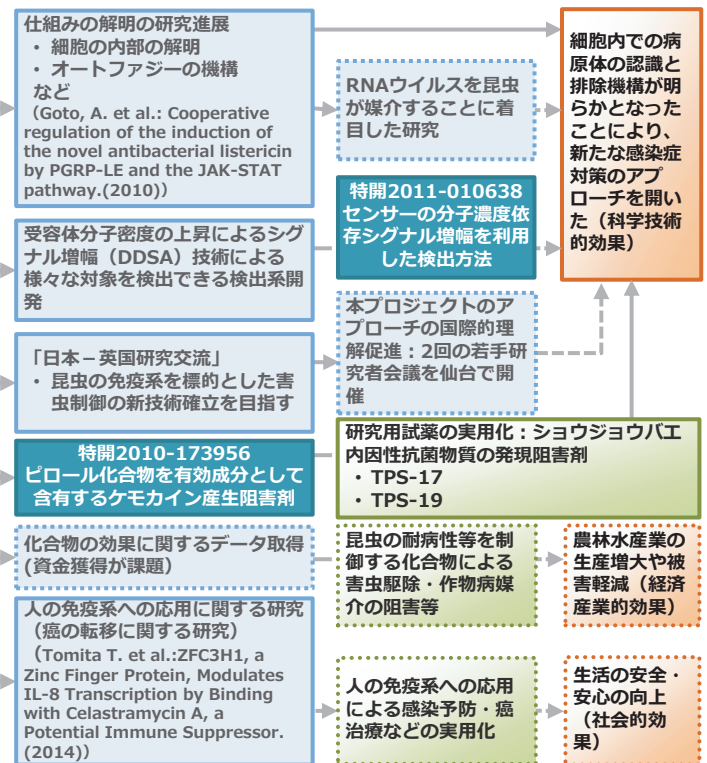 仕組みの解明の研究進展
・ 細胞の内部の解明
・ オートファジーの機構
など
（Goto, A. et al.: Cooperative
regulation of the induction of
the novel antibacterial listericin
by PGRP-LE and the JAK-STAT
pathway.(2010)）
RNAウイルスを昆虫
が媒介することに着
目した研究
細胞内での病
原体の認識と
排除機構が明
らかとなった
ことにより、
新たな感染症
対策のアプ
ローチを開い
た（科学技術
的効果）
特開2011-010638
センサーの分子濃度依
存シグナル増幅を利用
した検出方法
受容体分子密度の上昇によるシグ
ナル増幅（DDSA）技術による
様々な対象を検出できる検出系開
発
本プロジェクトのア
プローチの国際的理
解促進：2回の若手研
究者会議を仙台で開
催
「日本－英国研究交流」
・ 昆虫の免疫系を標的とした害
虫制御の新技術確立を目指す
特開2010-173956
ピロール化合物を有効成分として
含有するケモカイン産生阻害剤
研究用試薬の実用化：ショウジョウバエ
内因性抗菌物質の発現阻害剤
・ TPS-17
・ TPS-19
化合物の効果に関するデータ取得
(資金獲得が課題）
昆虫の耐病性等を制
御する化合物による
害虫駆除・作物病媒
介の阻害等
農林水産業の
生産増大や被
害軽減（経済
産業的効果）
人の免疫系への応用に関する研究
（癌の転移に関する研究）
（Tomita T. et al.:ZFC3H1, a
Zinc Finger Protein, Modulates
IL-8 Transcription by Binding
with Celastramycin A, a
Potential Immune Suppressor.
(2014)）
人の免疫系への応用
による感染予防・癌
治療などの実用化
生活の安全・
安心の向上
（社会的効
果）